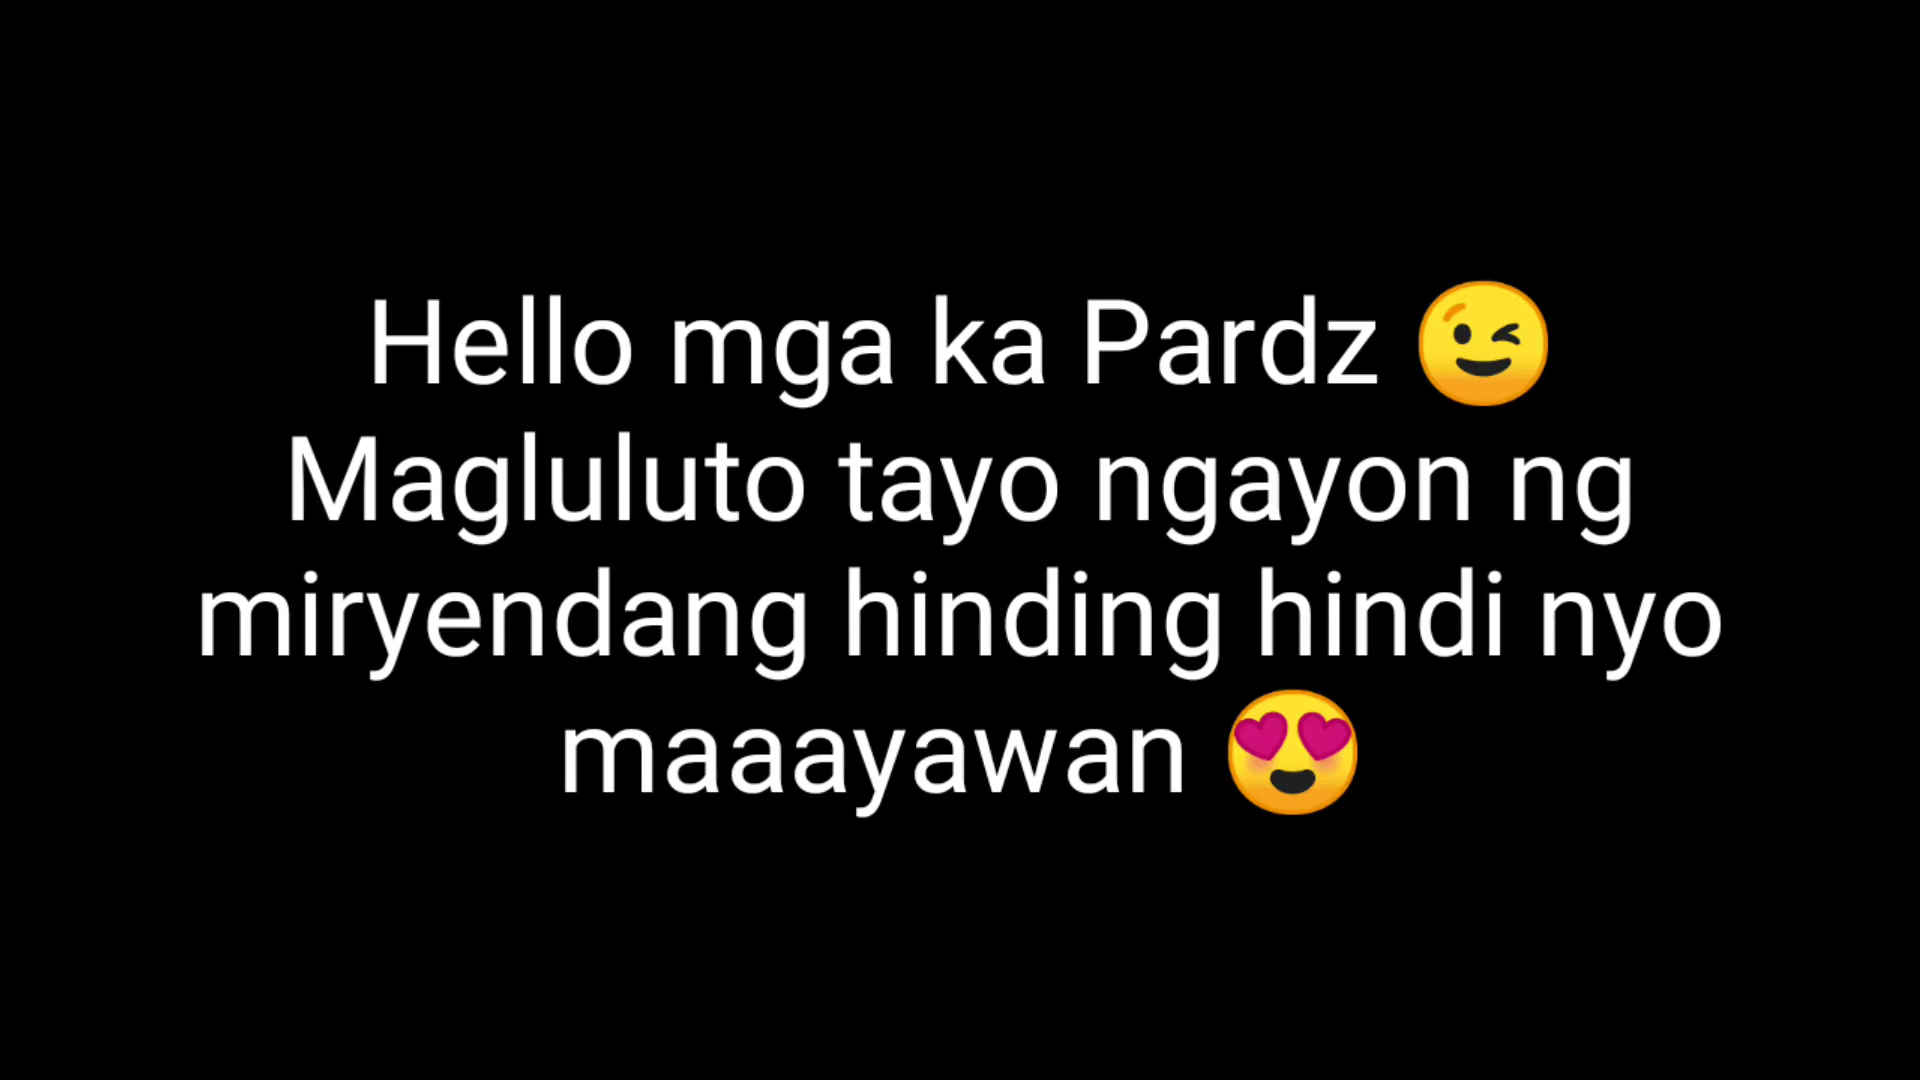 Hello mga ka Pardz 😉
Magluluto tayo ngayon ng
miryendang hinding hindi nyo
maaayawan 😍